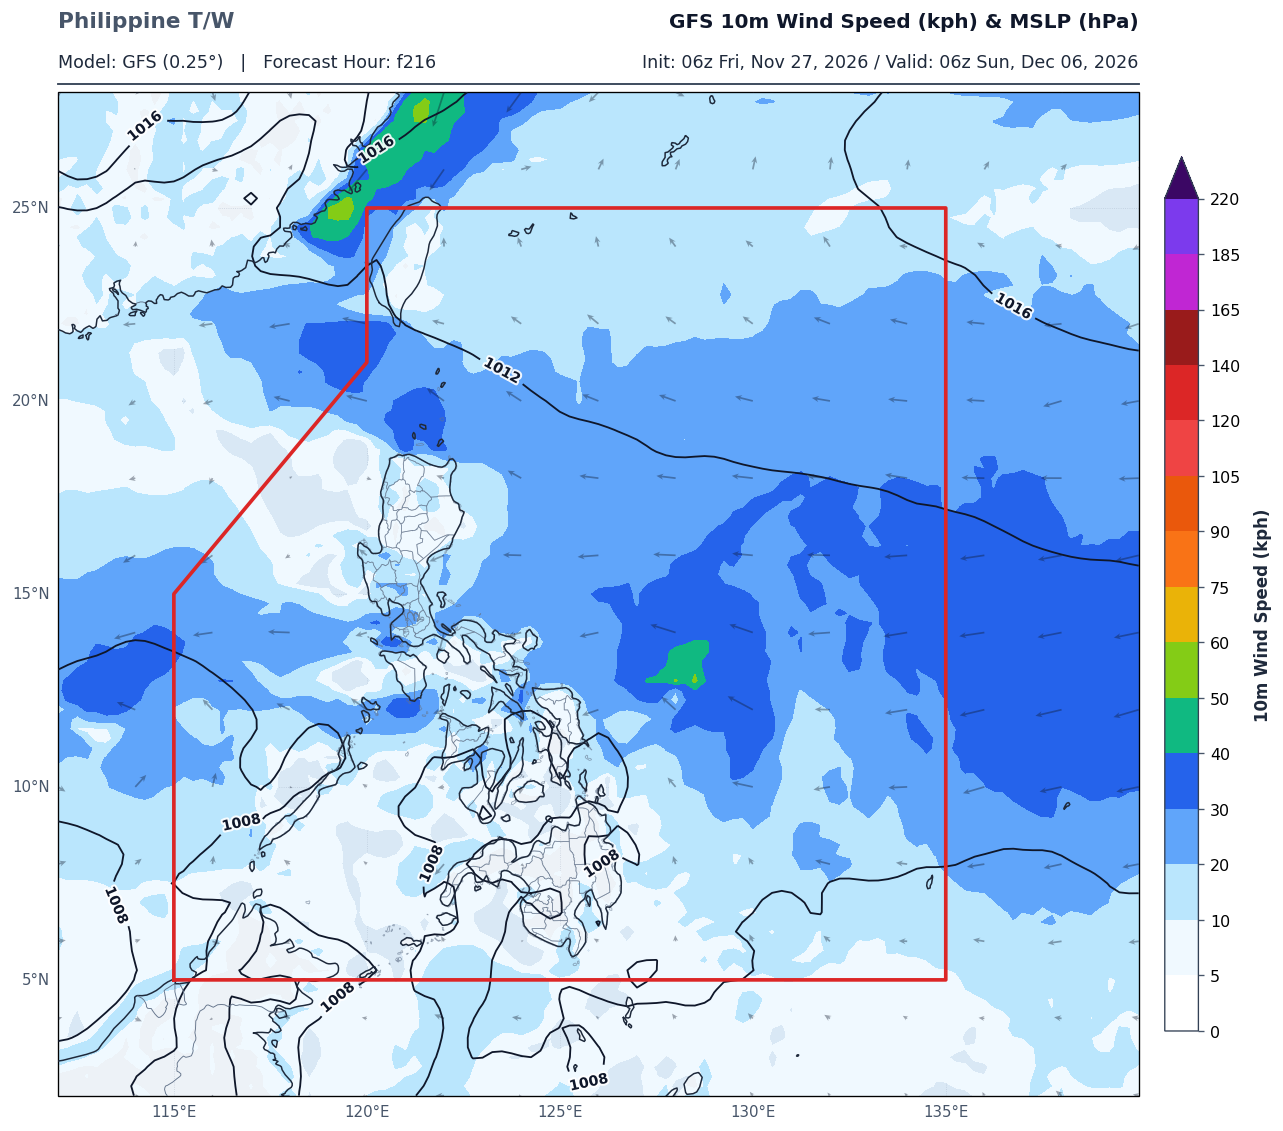 Philippine T/W
GFS 10m Wind Speed (kph) & MSLP (hPa)
Model: GFS (0.25°) | Forecast Hour: f216
Init: 06z Fri, Nov 27, 2026 / Valid: 06z Sun, Dec 06, 2026
1016
1016
1016
1012
1008
1008
1008
1008
1008
1008
25°N
20°N
15°N
10°N
5°N
115°E
120°E
125°E
130°E
135°E
220
185
165
140
120
105
90
75
60
50
40
30
20
10
5
0
10m Wind Speed (kph)